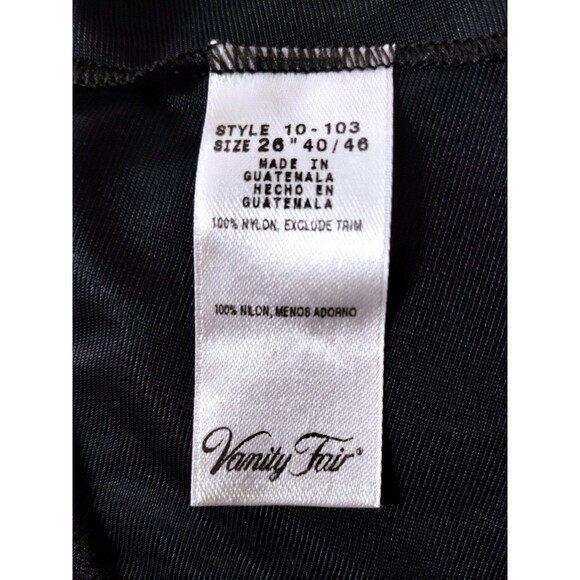 STYLE 10-103
SIZE 26" 40/46
MADE IN
GUATEMALA
HECHO EN
GUATEMALA
100% NYLON, EXCLUDE TRIM
100% NILON, MENOS ADORNO
Vanity Fair®